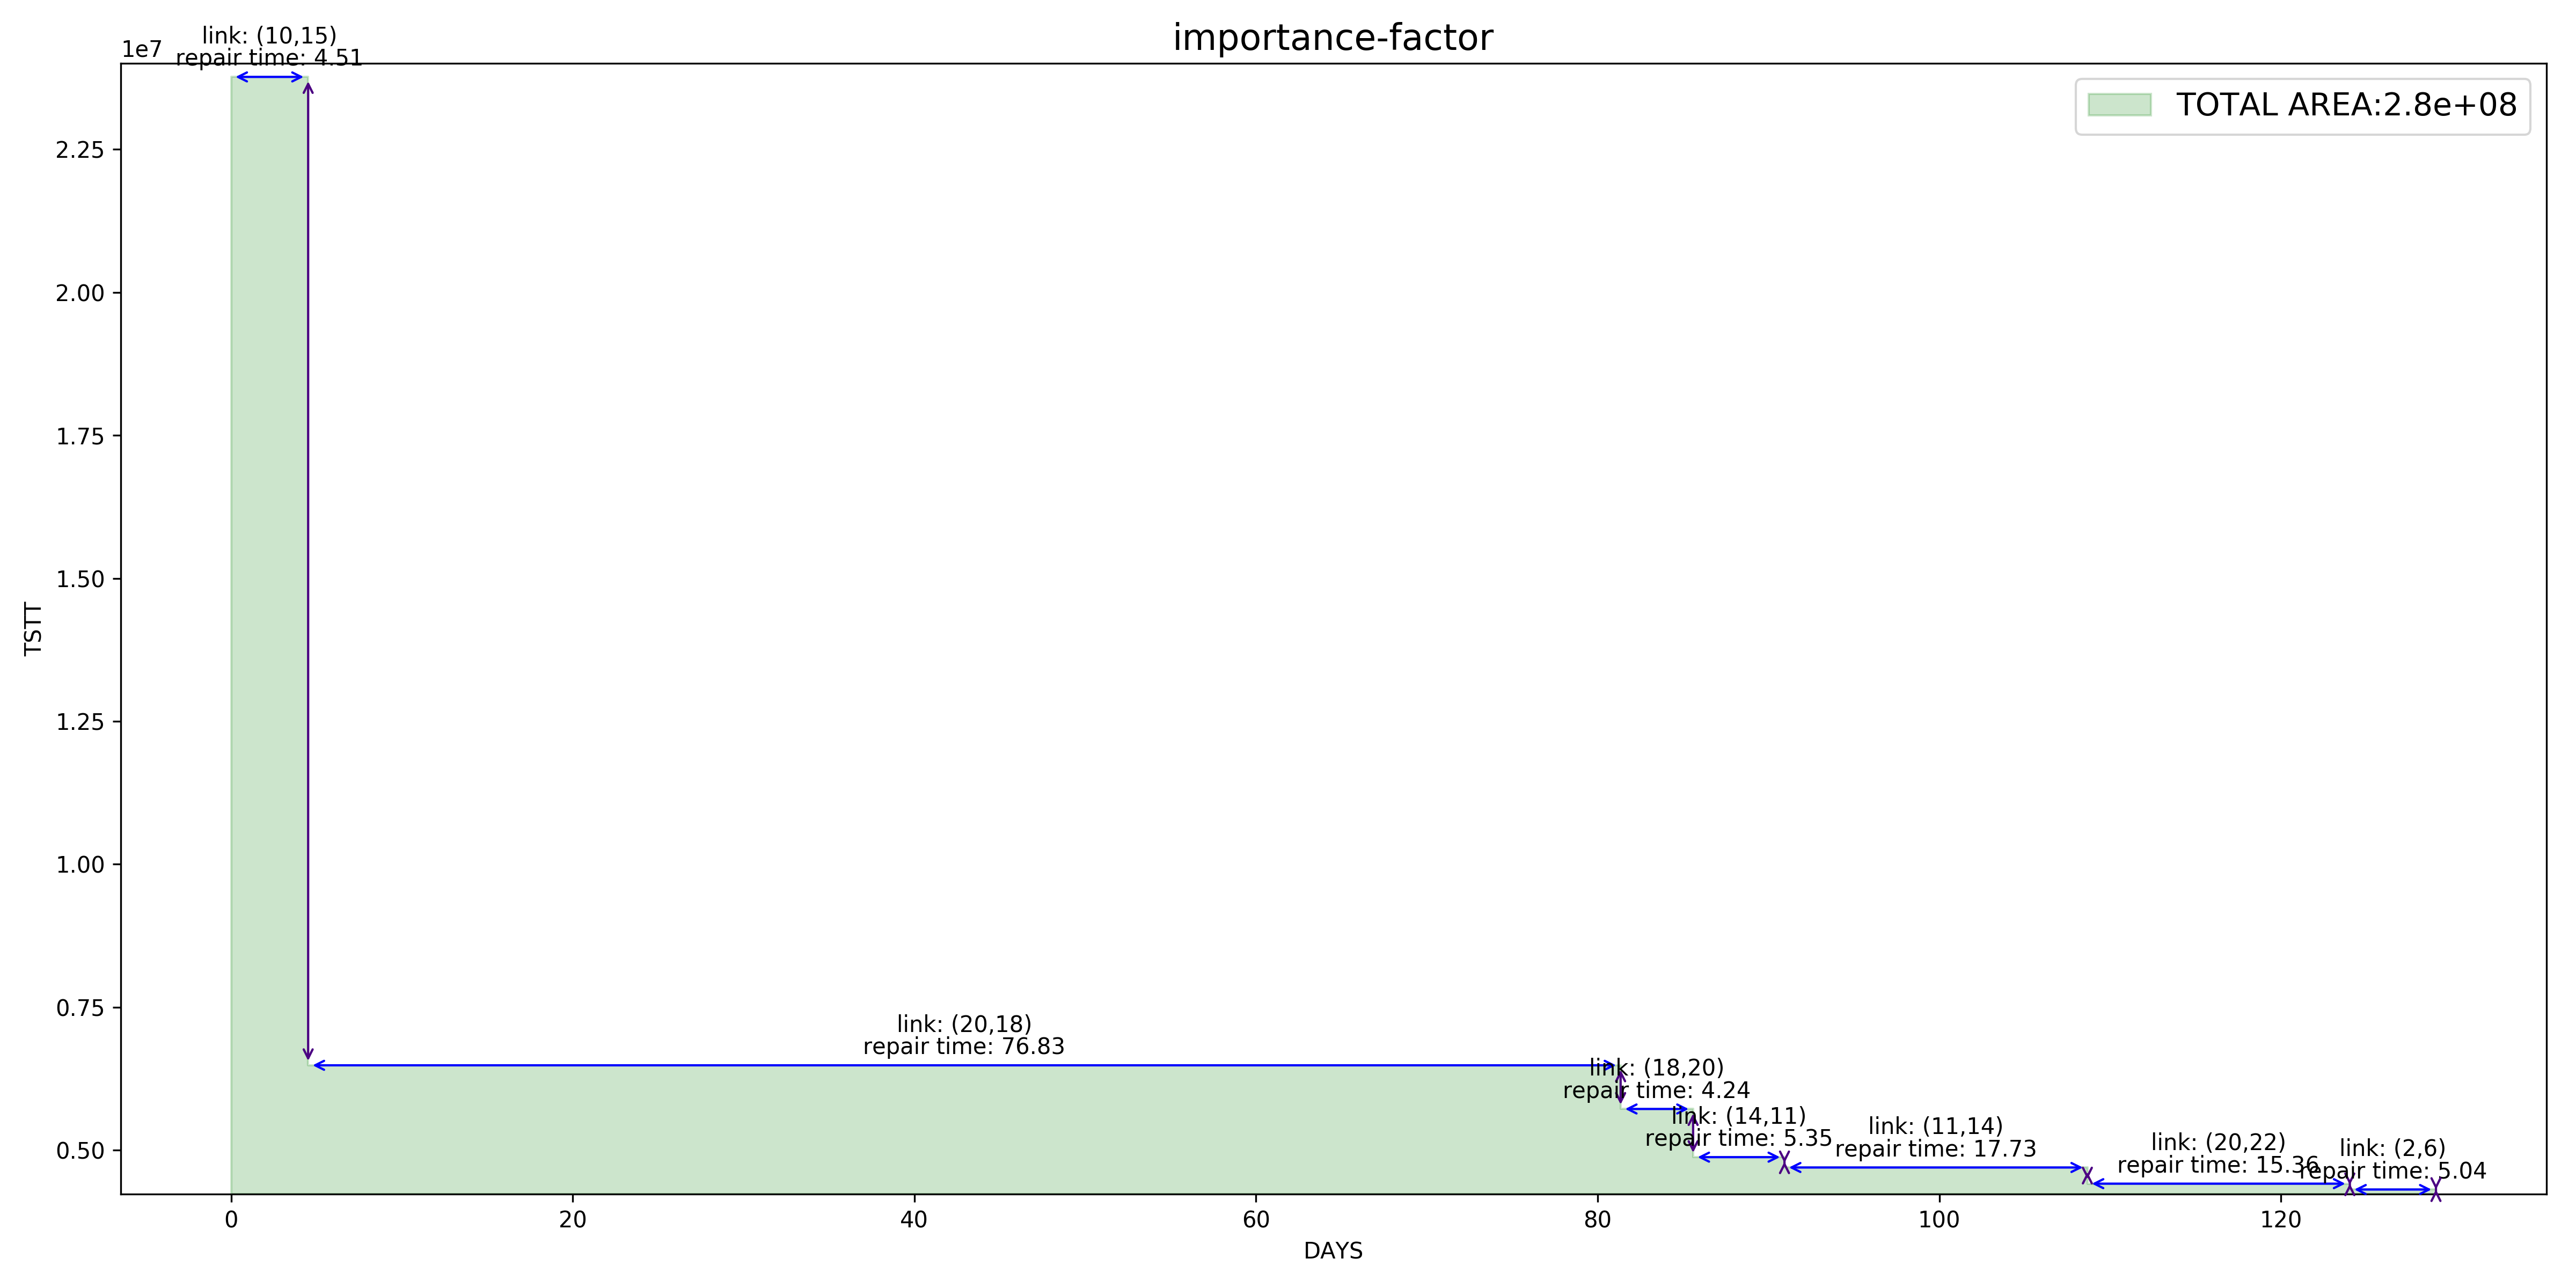 importance-factor
1e7
link: (10,15)
repair time: 4.51
TOTAL AREA:2.8e+08
2.25
2.00
1.75
1.50
1.25
1.00
0.75
0.50
TSTT
link: (20,18)
repair time: 76.83
link: (18,20)
repair time: 4.24
link: (14,11)
repair time: 5.35
link: (11,14)
repair time: 17.73
link: (20,22)
repair time: 15.36
link: (2,6)
repair time: 5.04
0 20 40 60 80 100 120
DAYS